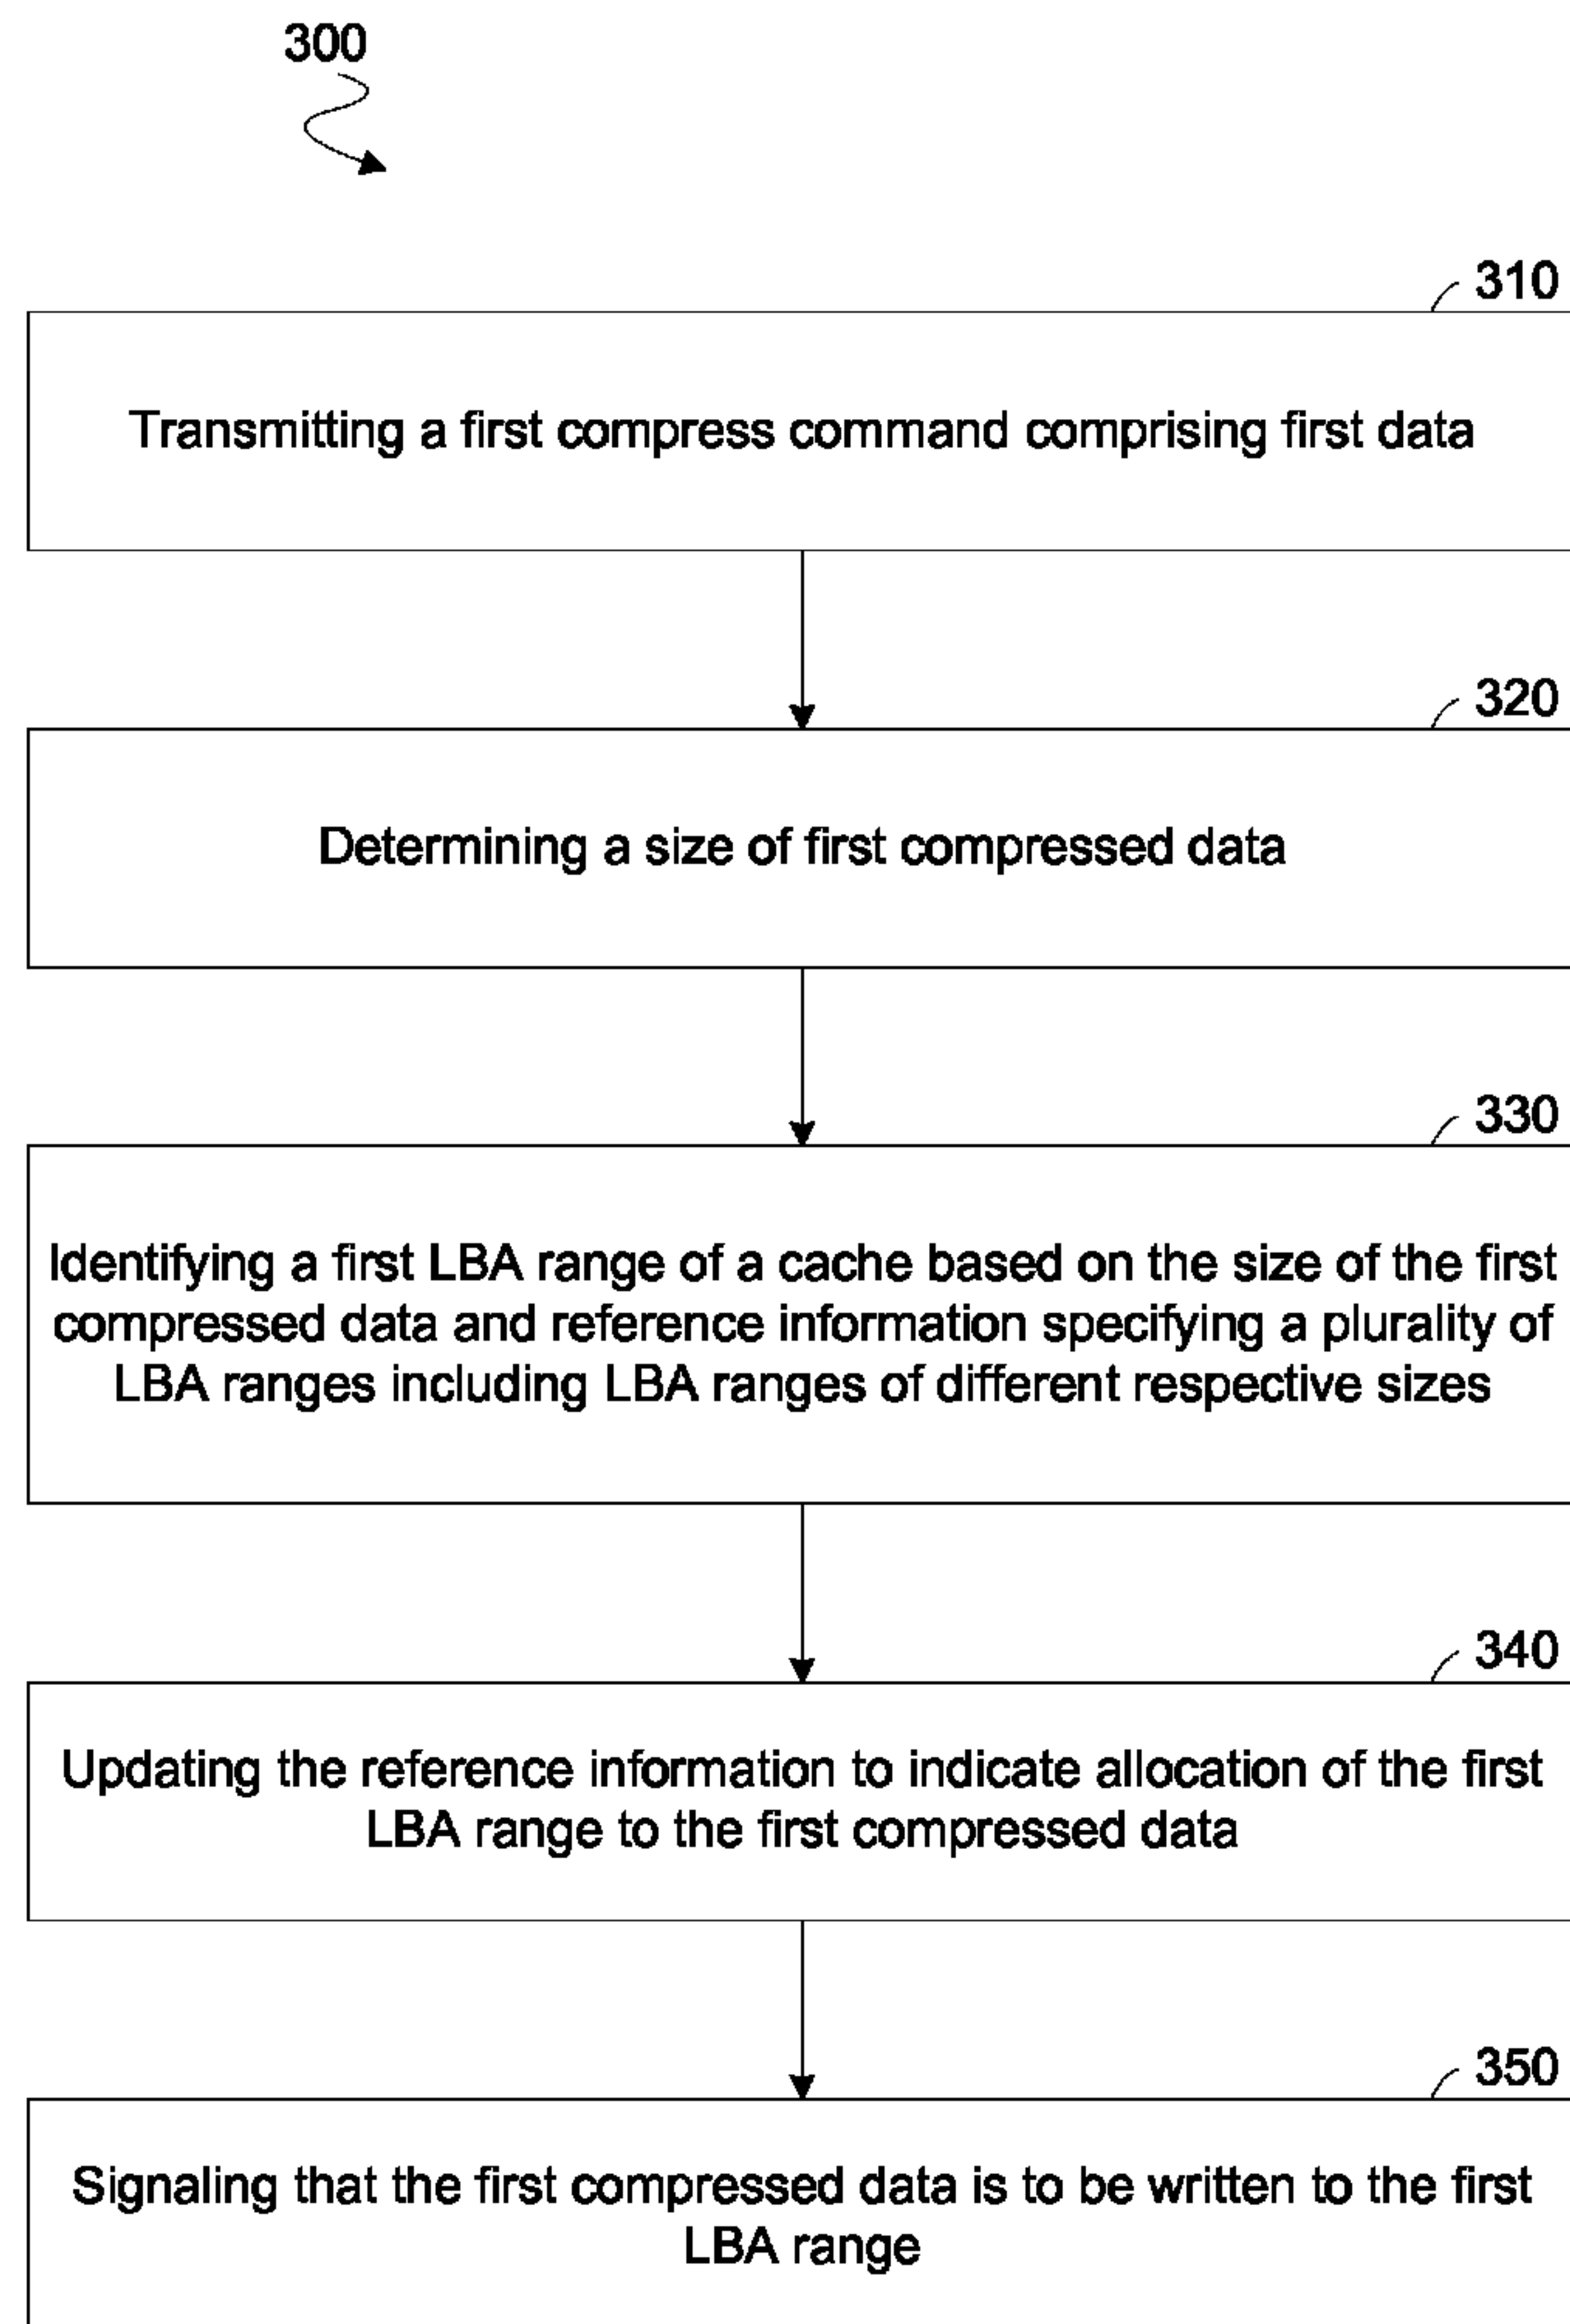 300
310
Transmitting a first compress command comprising first data
320
Determining a size of first compressed data
330
Identifying a first LBA range of a cache based on the size of the first
compressed data and reference information specifying a plurality of
LBA ranges including LBA ranges of different respective sizes
340
Updating the reference information to indicate allocation of the first
LBA range to the first compressed data
350
Signaling that the first compressed data is to be written to the first
LBA range